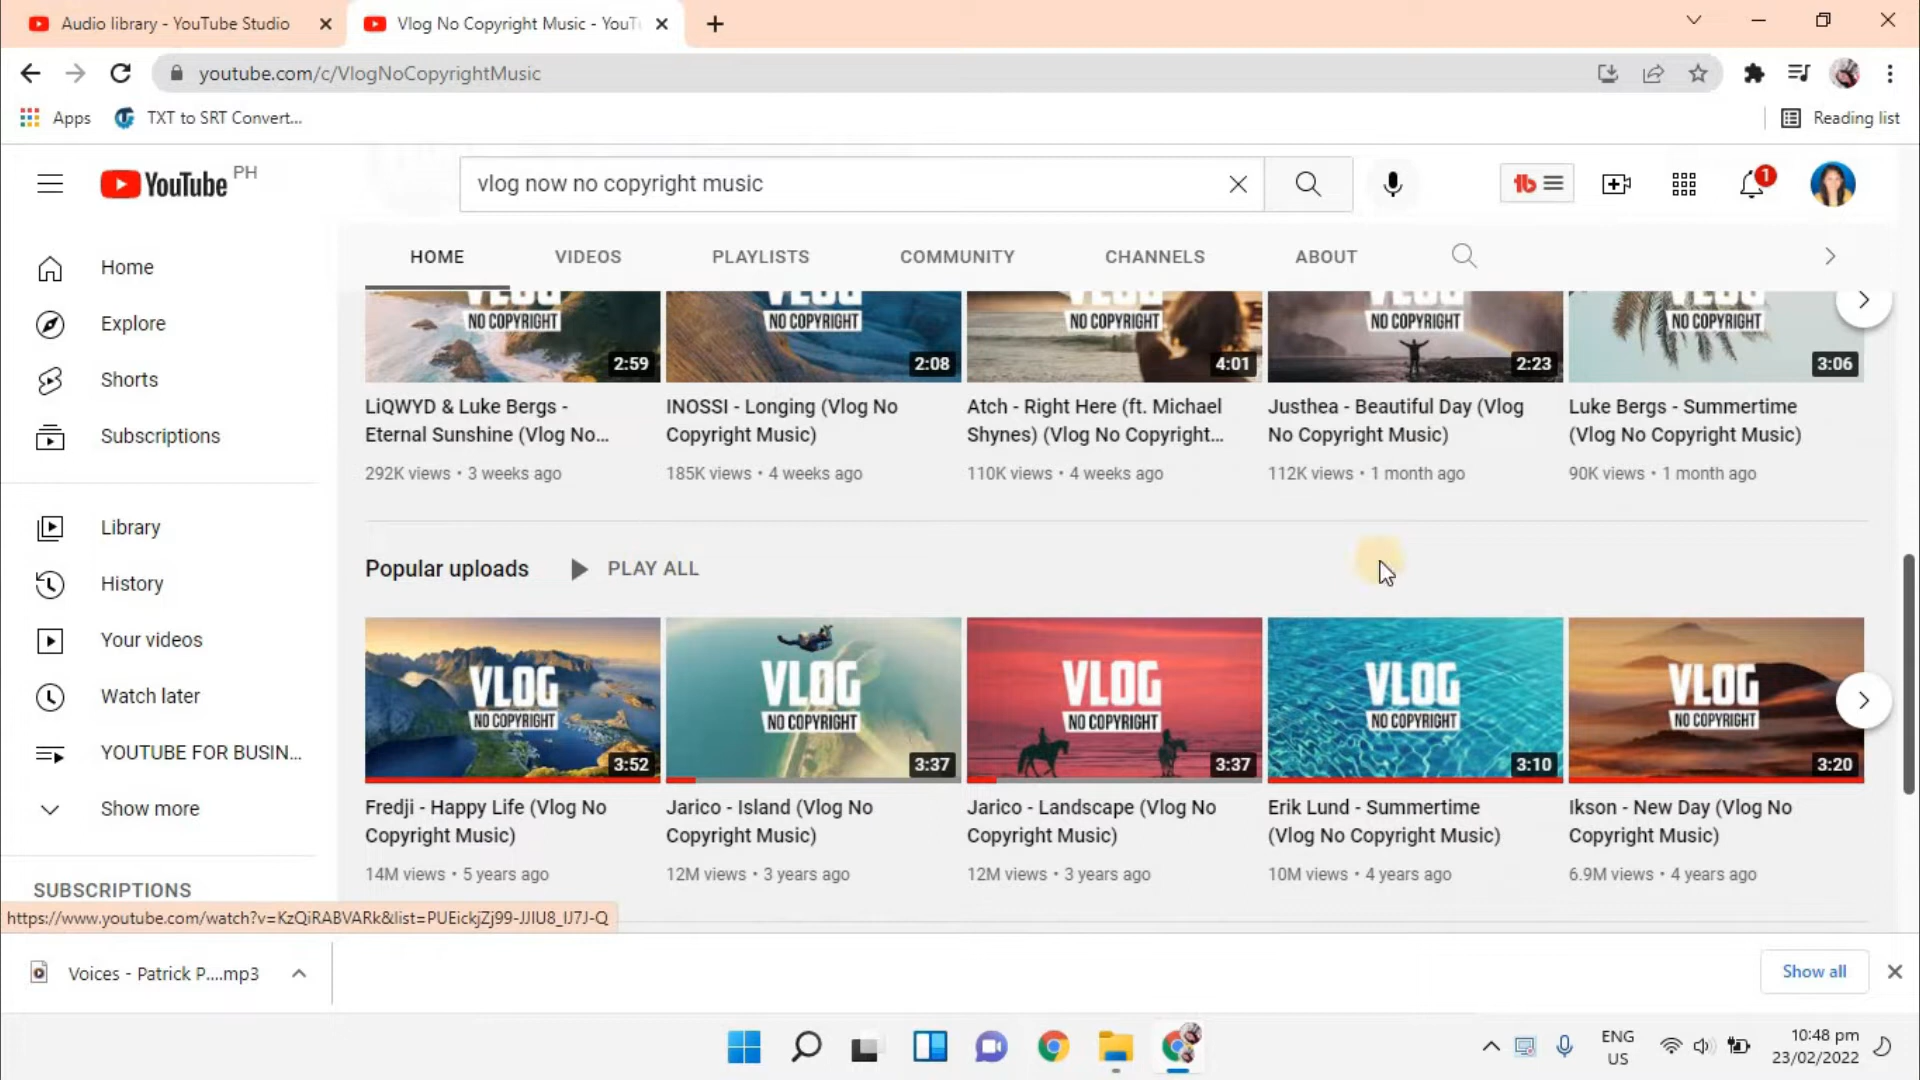 Audio library - YouTube Studio
Vlog No Copyright Music - YouT
youtube.com/c/VlogNoCopyrightMusic
Apps
TXT to SRT Convert...
Reading list
YouTube PH
vlog now no copyright music
1
Home
Explore
Shorts
Subscriptions
Library
History
Your videos
Watch later
YOUTUBE FOR BUSIN...
Show more
SUBSCRIPTIONS
HOME
VIDEOS
PLAYLISTS
COMMUNITY
CHANNELS
ABOUT
VLOG
NO COPYRIGHT
2:59
VLOG
NO COPYRIGHT
2:08
VLOG
NO COPYRIGHT
4:01
VLOG
NO COPYRIGHT
2:23
VLOG
NO COPYRIGHT
3:06
LiQWYD & Luke Bergs -
Eternal Sunshine (Vlog No...
292K views • 3 weeks ago
INOSSI - Longing (Vlog No
Copyright Music)
185K views • 4 weeks ago
Atch - Right Here (ft. Michael
Shynes) (Vlog No Copyright...
110K views • 4 weeks ago
Justhea - Beautiful Day (Vlog
No Copyright Music)
112K views • 1 month ago
Luke Bergs - Summertime
(Vlog No Copyright Music)
90K views • 1 month ago
Popular uploads
PLAY ALL
VLOG
NO COPYRIGHT
3:52
VLOG
NO COPYRIGHT
3:37
VLOG
NO COPYRIGHT
3:37
VLOG
NO COPYRIGHT
3:10
VLOG
NO COPYRIGHT
3:20
Fredji - Happy Life (Vlog No
Copyright Music)
14M views • 5 years ago
Jarico - Island (Vlog No
Copyright Music)
12M views • 3 years ago
Jarico - Landscape (Vlog No
Copyright Music)
12M views • 3 years ago
Erik Lund - Summertime
(Vlog No Copyright Music)
10M views • 4 years ago
Ikson - New Day (Vlog No
Copyright Music)
6.9M views • 4 years ago
https://www.youtube.com/watch?v=KzQiRABVARk&list=PUEickjZj99-JJIU8_IJ7J-Q
Voices - Patrick P....mp3
Show all
ENG
US
10:48 pm
23/02/2022